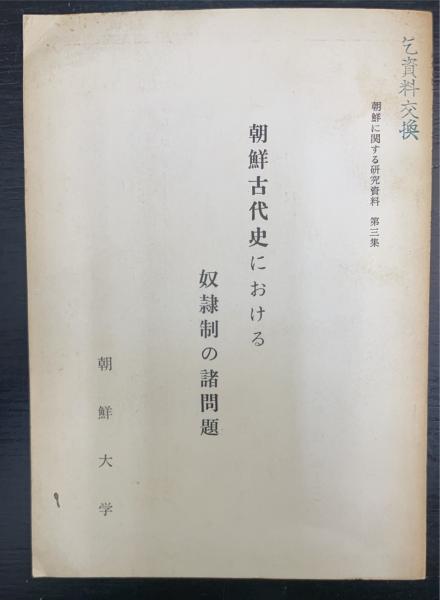 乞資料交換
朝鮮に関する研究資料 第三集
朝鮮古代史における
奴隷制の諸問題
朝鮮大学